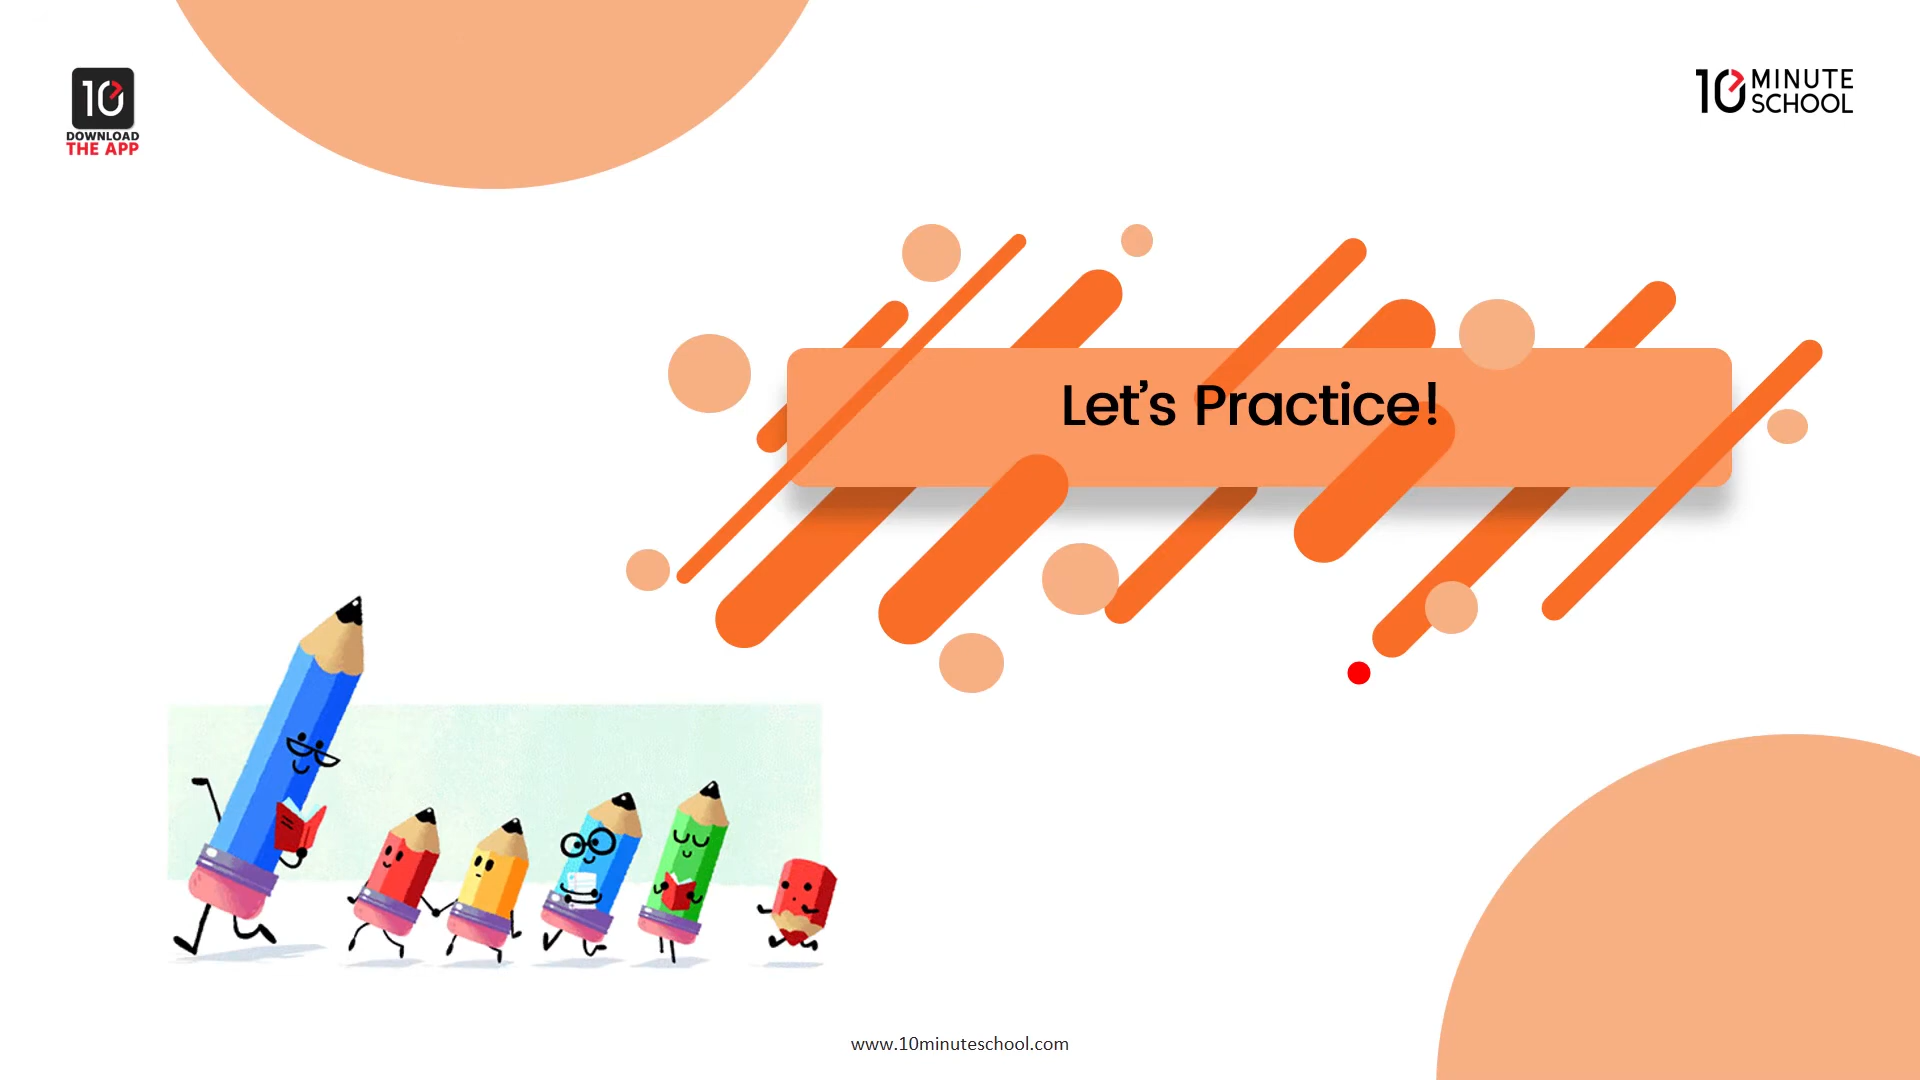 10
DOWNLOAD
THE APP
10 MINUTE
SCHOOL
Let's Practice!
www.10minuteschool.com